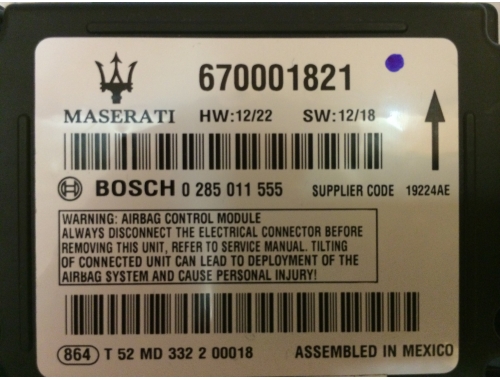 670001821
MASERATI HW:12/22 SW:12/18
BOSCH 0 285 011 555 SUPPLIER CODE 19224AE
WARNING: AIRBAG CONTROL MODULE
ALWAYS DISCONNECT THE ELECTRICAL CONNECTOR BEFORE
REMOVING THIS UNIT, REFER TO SERVICE MANUAL. TILTING
OF CONNECTED UNIT CAN LEAD TO DEPLOYMENT OF THE
AIRBAG SYSTEM AND CAUSE PERSONAL INJURY!
864 T 52 MD 332 2 00018 ASSEMBLED IN MEXICO